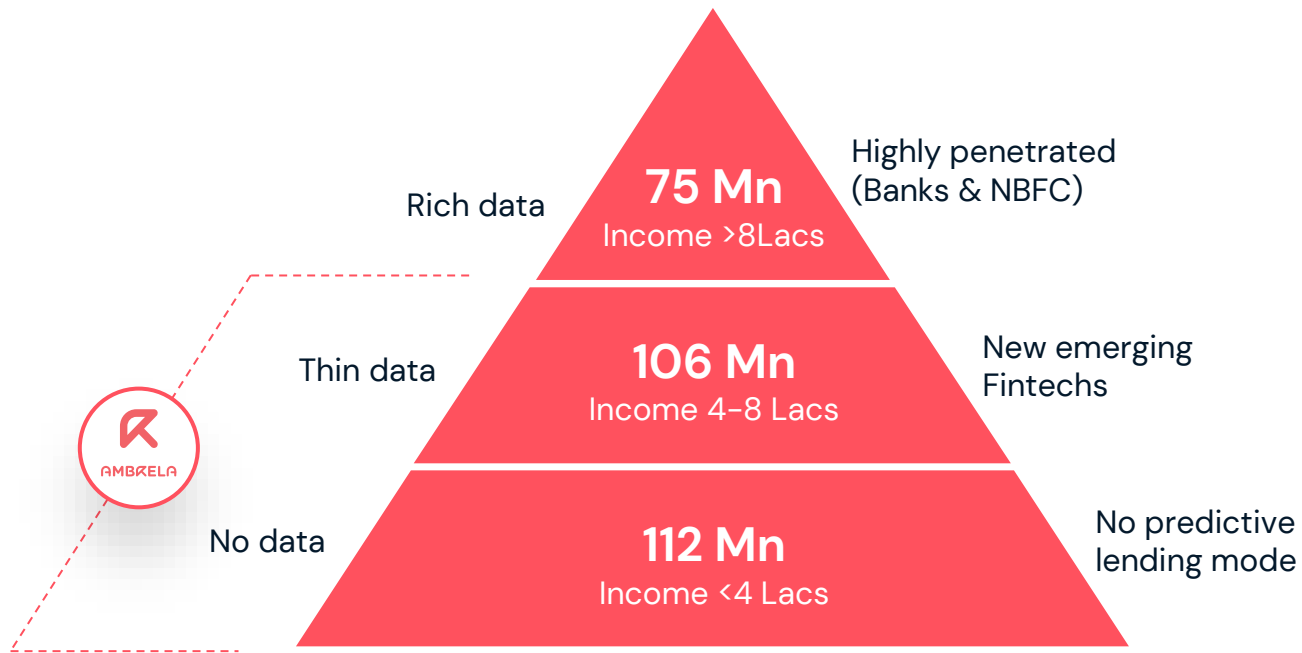 Highly penetrated
(Banks & NBFC)
75 Mn
Income >8Lacs
Rich data
106 Mn
Income 4-8 Lacs
Thin data
New emerging
Fintechs
AMBRELA
112 Mn
Income <4 Lacs
No data
No predictive
lending mode